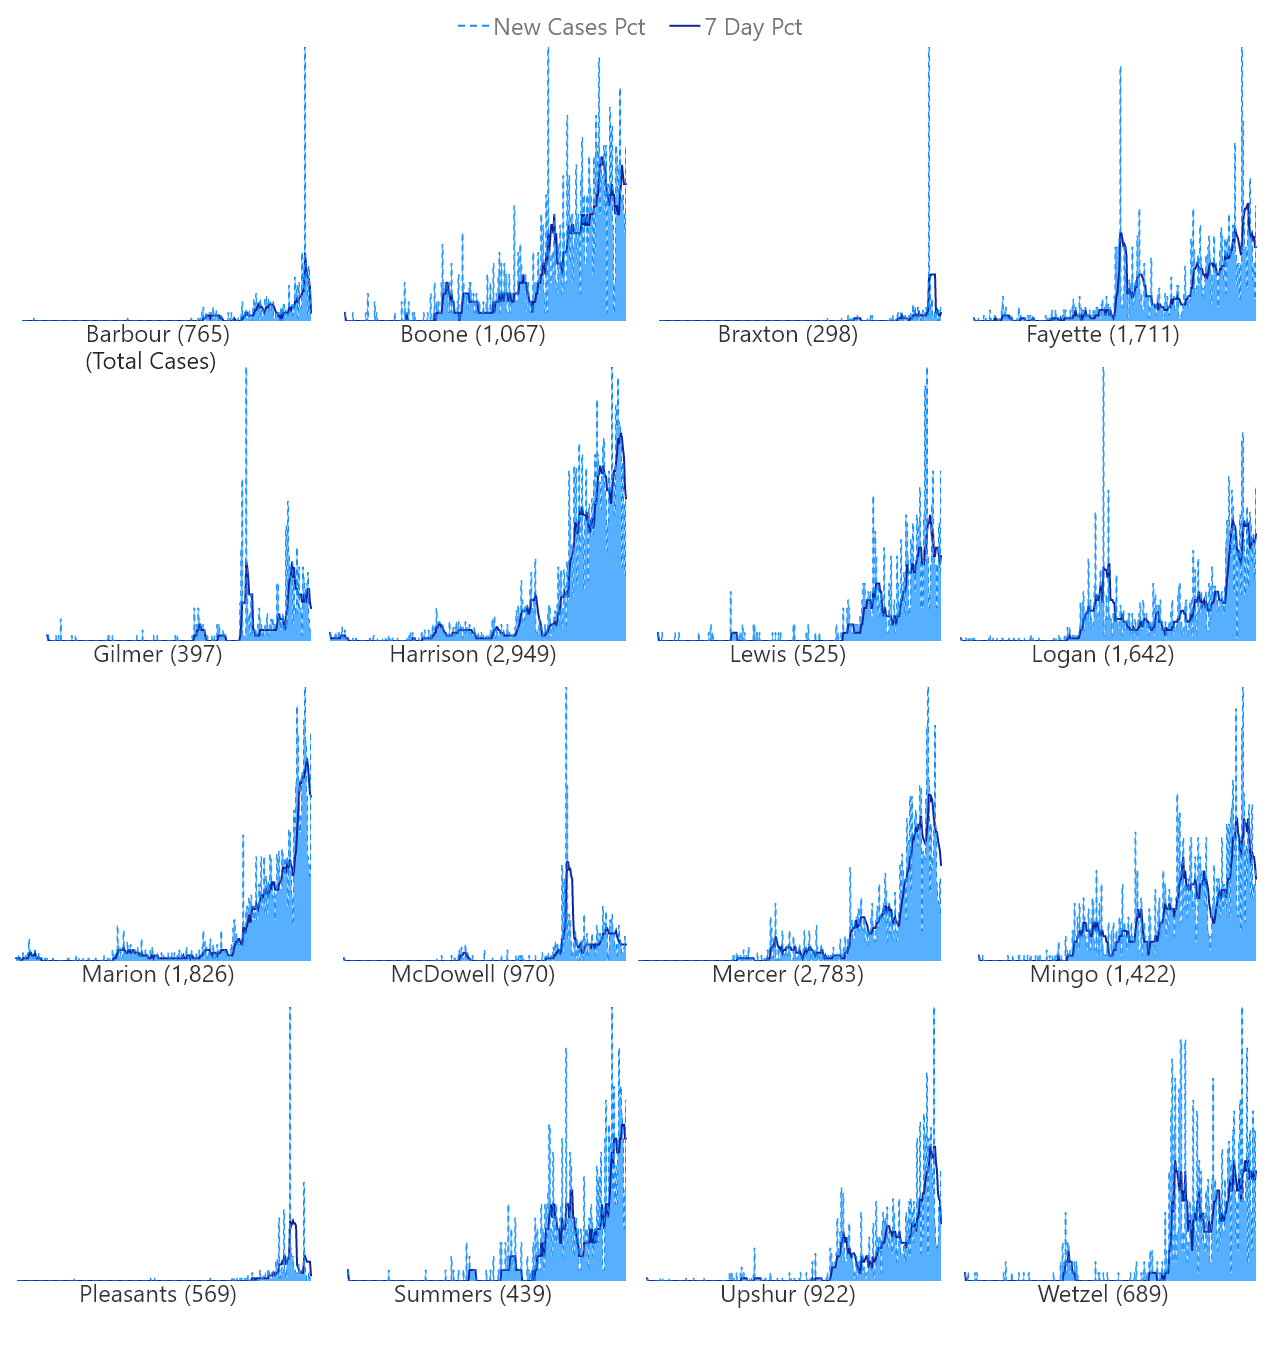 New Cases Pct 7 Day Pct
Barbour (765)
(Total Cases)
Boone (1,067)
Braxton (298)
Fayette (1,711)
Gilmer (397)
Harrison (2,949)
Lewis (525)
Logan (1,642)
Marion (1,826)
McDowell (970)
Mercer (2,783)
Mingo (1,422)
Pleasants (569)
Summers (439)
Upshur (922)
Wetzel (689)